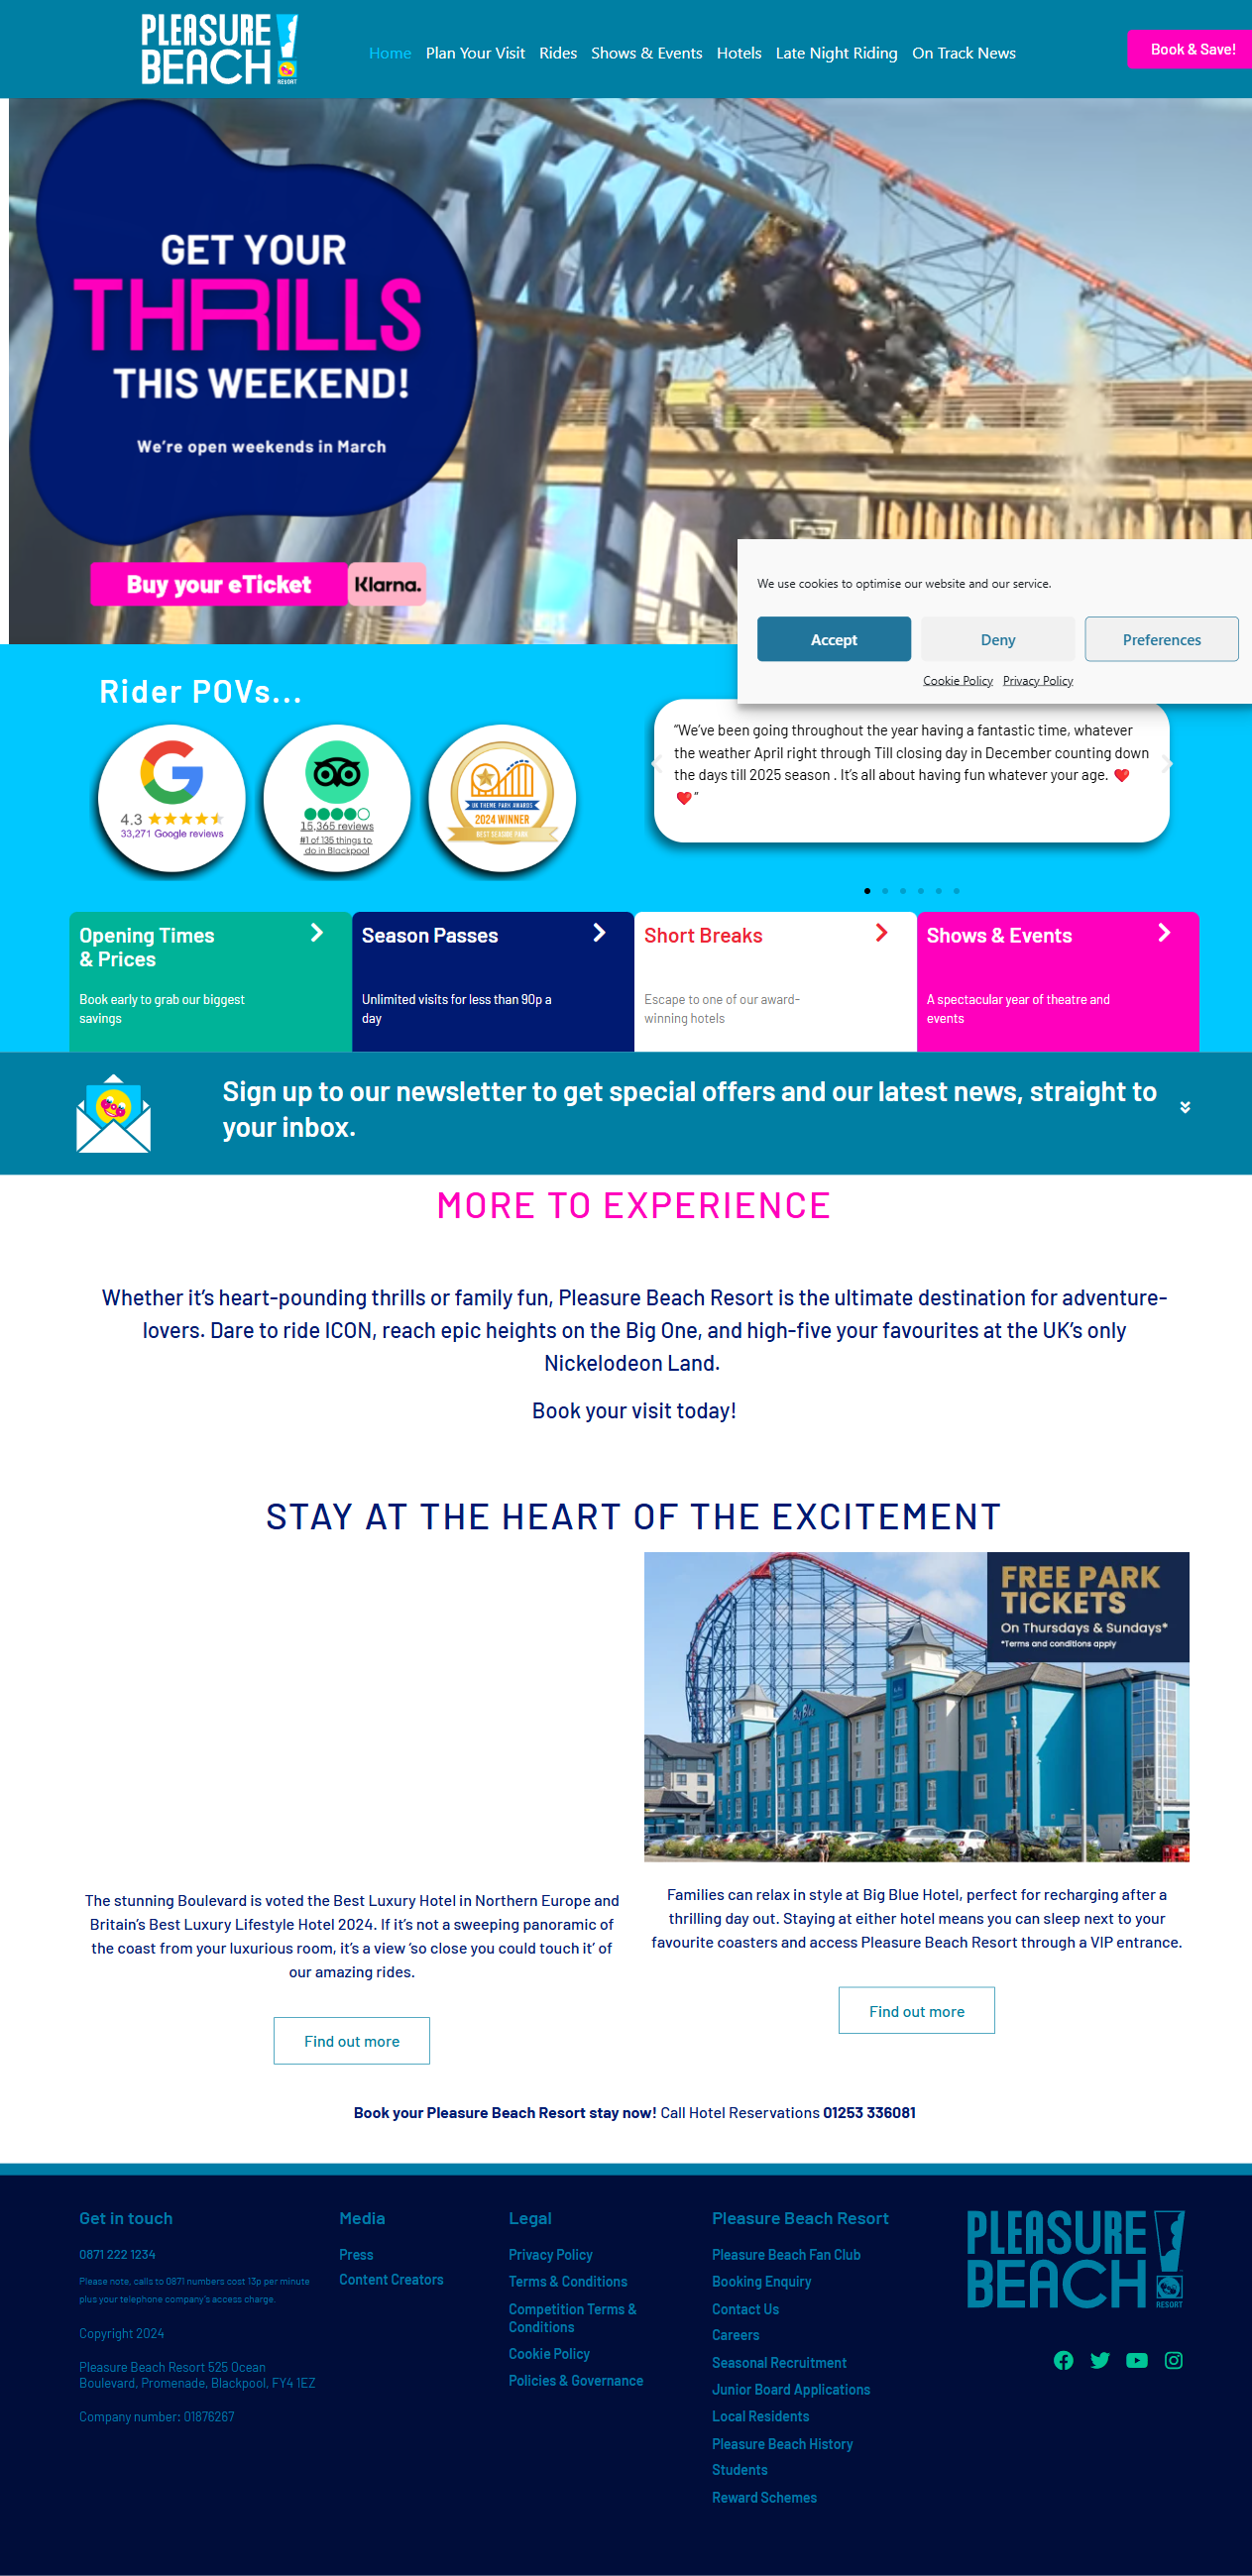 PLEASURE
BEACH!
RESORT
Home Plan Your Visit Rides Shows & Events Hotels Late Night Riding On Track News
Book & Save!
GET YOUR
THRILLS
THIS WEEKEND!
We're open weekends in March
Buy your eTicket Klarna.
We use cookies to optimise our website and our service.
Accept Deny Preferences
Cookie Policy Privacy Policy
Rider POVs...
4.3
33,271 Google reviews
15,365 reviews
#1 of 135 things to
do in Blackpool
UK THEME PARK AWARDS
2024 WINNER
BEST SEASIDE PARK
“We’ve been going throughout the year having a fantastic time, whatever
the weather April right through Till closing day in December counting down
the days till 2025 season . It’s all about having fun whatever your age. ❤️
❤️”
Opening Times
& Prices
Book early to grab our biggest
savings
Season Passes
Unlimited visits for less than 90p a
day
Short Breaks
Escape to one of our award-
winning hotels
Shows & Events
A spectacular year of theatre and
events
Sign up to our newsletter to get special offers and our latest news, straight to
your inbox.
MORE TO EXPERIENCE
Whether it’s heart-pounding thrills or family fun, Pleasure Beach Resort is the ultimate destination for adventure-
lovers. Dare to ride ICON, reach epic heights on the Big One, and high-five your favourites at the UK’s only
Nickelodeon Land.
Book your visit today!
STAY AT THE HEART OF THE EXCITEMENT
The stunning Boulevard is voted the Best Luxury Hotel in Northern Europe and
Britain’s Best Luxury Lifestyle Hotel 2024. If it’s not a sweeping panoramic of
the coast from your luxurious room, it’s a view ‘so close you could touch it’ of
our amazing rides.
Find out more
FREE PARK
TICKETS
On Thursdays & Sundays*
*Terms and conditions apply
Big Blue
Families can relax in style at Big Blue Hotel, perfect for recharging after a
thrilling day out. Staying at either hotel means you can sleep next to your
favourite coasters and access Pleasure Beach Resort through a VIP entrance.
Find out more
Book your Pleasure Beach Resort stay now! Call Hotel Reservations 01253 336081
Get in touch
0871 222 1234
Please note, calls to 0871 numbers cost 13p per minute
plus your telephone company's access charge.
Copyright 2024
Pleasure Beach Resort 525 Ocean
Boulevard, Promenade, Blackpool, FY4 1EZ
Company number: 01876267
Media
Press
Content Creators
Legal
Privacy Policy
Terms & Conditions
Competition Terms &
Conditions
Cookie Policy
Policies & Governance
Pleasure Beach Resort
Pleasure Beach Fan Club
Booking Enquiry
Contact Us
Careers
Seasonal Recruitment
Junior Board Applications
Local Residents
Pleasure Beach History
Students
Reward Schemes
PLEASURE
BEACH!
RESORT